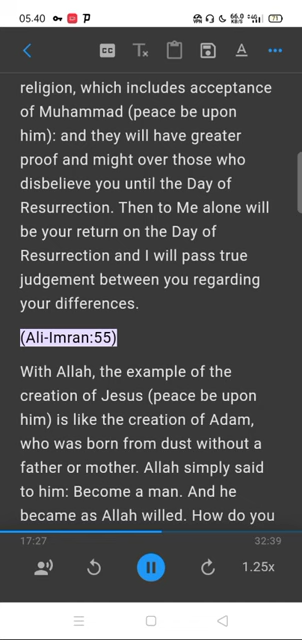 05.40
66.0
KB/S
71
CC
religion, which includes acceptance
of Muhammad (peace be upon
him): and they will have greater
proof and might over those who
disbelieve you until the Day of
Resurrection. Then to Me alone will
be your return on the Day of
Resurrection and I will pass true
judgement between you regarding
your differences.
(Ali-Imran:55)
With Allah, the example of the
creation of Jesus (peace be upon
him) is like the creation of Adam,
who was born from dust without a
father or mother. Allah simply said
to him: Become a man. And he
became as Allah willed. How do you
17:27
32:39
1.25x